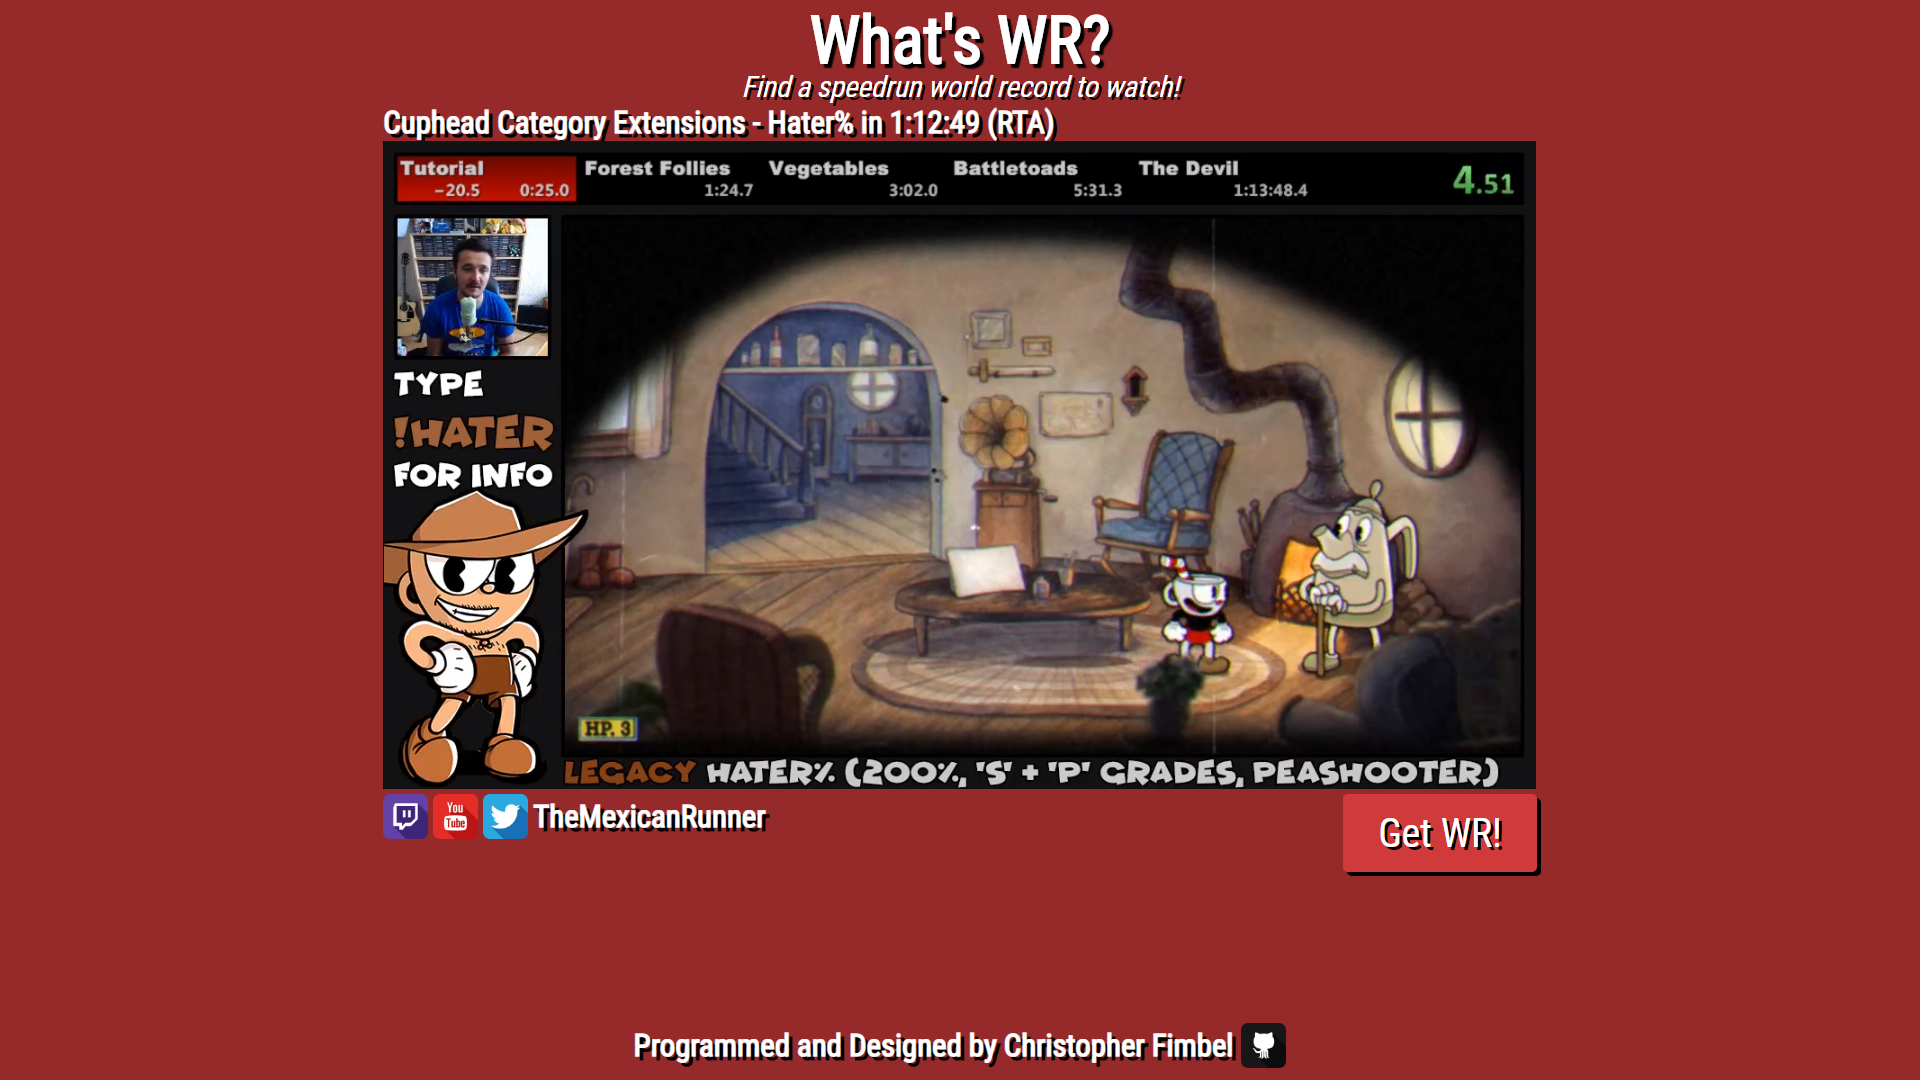 What's WR?
Find a speedrun world record to watch!
Cuphead Category Extensions - Hater% in 1:12:49 (RTA)
Tutorial Forest Follies Vegetables Battletoads The Devil
−20.5 0:25.0 1:24.7 3:02.0 5:31.3 1:13:48.4 4.51
TYPE
!HATER
FOR INFO
HP. 3
LEGACY HATER% (200%, 'S' + 'P' GRADES, PEASHOOTER)
You
Tube
TheMexicanRunner
Get WR!
Programmed and Designed by Christopher Fimbel